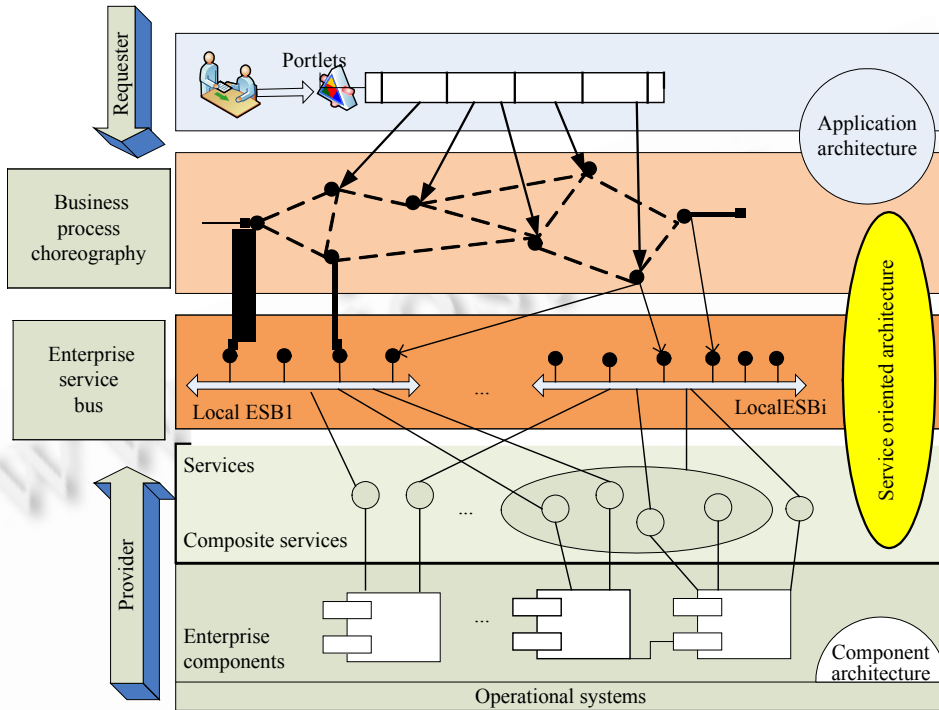 Requester
Portlets
Application
architecture
Business
process
choreography
Enterprise
service
bus
Local ESB1
...
LocalESBi
Service oriented architecture
Services
...
Composite services
Provider
...
Enterprise
components
Component
architecture
Operational systems